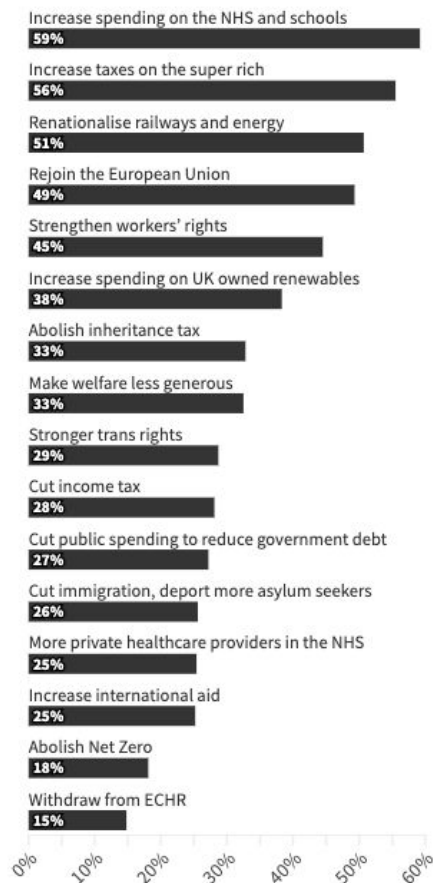 Increase spending on the NHS and schools
59%
Increase taxes on the super rich
56%
Renationalise railways and energy
51%
Rejoin the European Union
49%
Strengthen workers’ rights
45%
Increase spending on UK owned renewables
38%
Abolish inheritance tax
33%
Make welfare less generous
33%
Stronger trans rights
29%
Cut income tax
28%
Cut public spending to reduce government debt
27%
Cut immigration, deport more asylum seekers
26%
More private healthcare providers in the NHS
25%
Increase international aid
25%
Abolish Net Zero
18%
Withdraw from ECHR
15%
0% 10% 20% 30% 40% 50% 60%